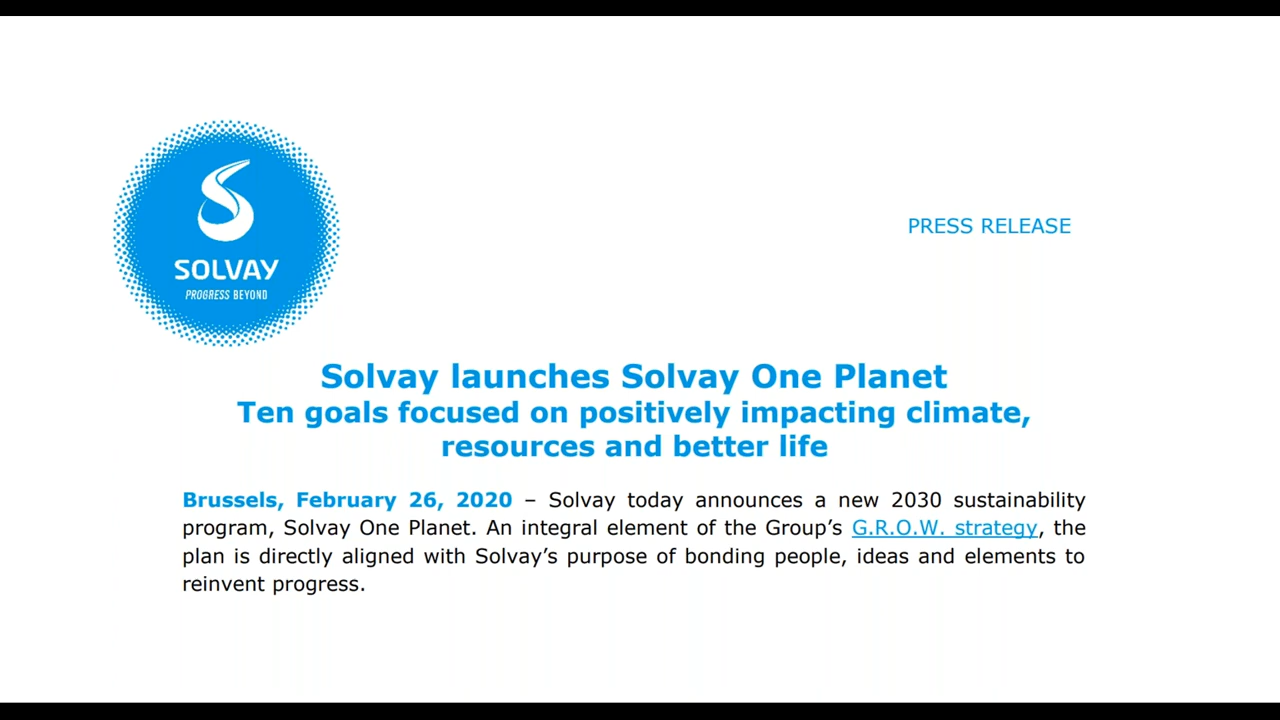 SOLVAY
PROGRESS BEYOND
PRESS RELEASE
Solvay launches Solvay One Planet
Ten goals focused on positively impacting climate,
resources and better life
Brussels, February 26, 2020 – Solvay today announces a new 2030 sustainability
program, Solvay One Planet. An integral element of the Group’s G.R.O.W. strategy, the
plan is directly aligned with Solvay’s purpose of bonding people, ideas and elements to
reinvent progress.